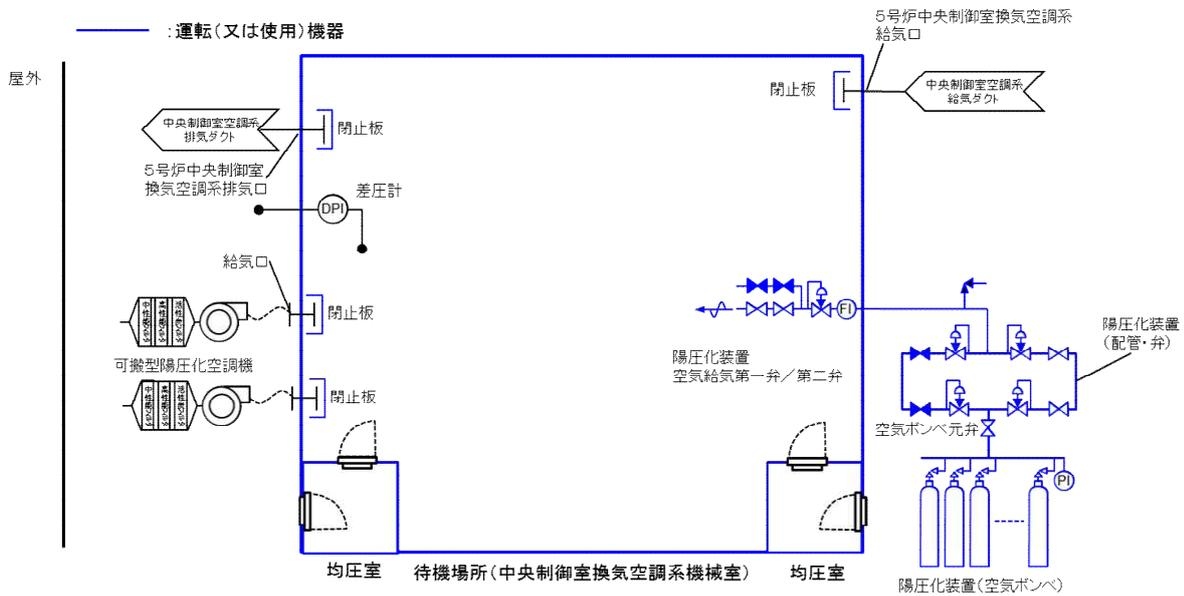 :運転(又は使用)機器
屋外
5号炉中央制御室換気空調系
給気口
閉止板
中央制御室空調系
給気ダクト
中央制御室空調系
排気ダクト
閉止板
5号炉中央制御室
換気空調系排気口
差圧計
DPI
給気口
閉止板
可搬型陽圧化空調機
閉止板
FI
陽圧化装置
空気給気第一弁/第二弁
陽圧化装置
(配管・弁)
空気ボンベ元弁
PI
均圧室
待機場所(中央制御室換気空調系機械室)
均圧室
陽圧化装置(空気ボンベ)